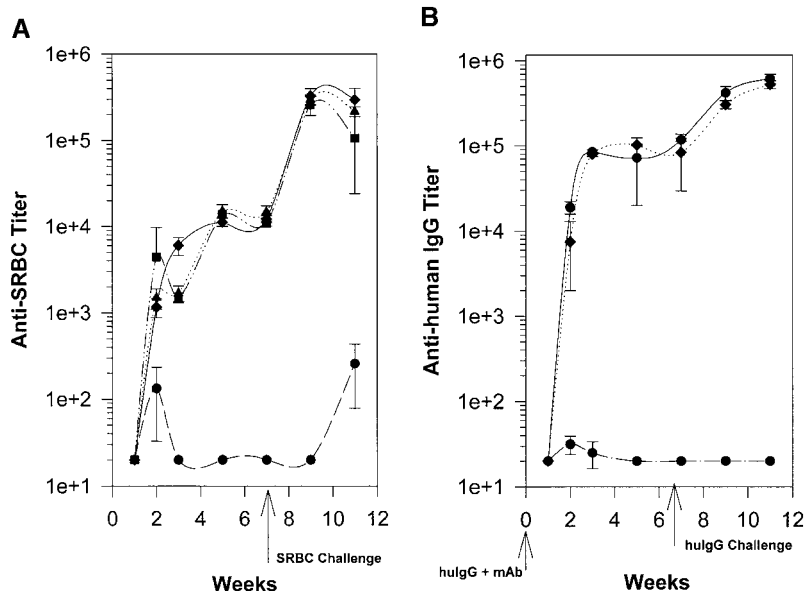 A
1e+6
1e+5
1e+4
1e+3
1e+2
1e+1
Anti-SRBC Titer
0 2 4 6 8 10 12
SRBC Challenge
Weeks
B
1e+6
1e+5
1e+4
1e+3
1e+2
1e+1
Anti-human IgG Titer
0 2 4 6 8 10 12
huIgG Challenge
huIgG + mAb
Weeks